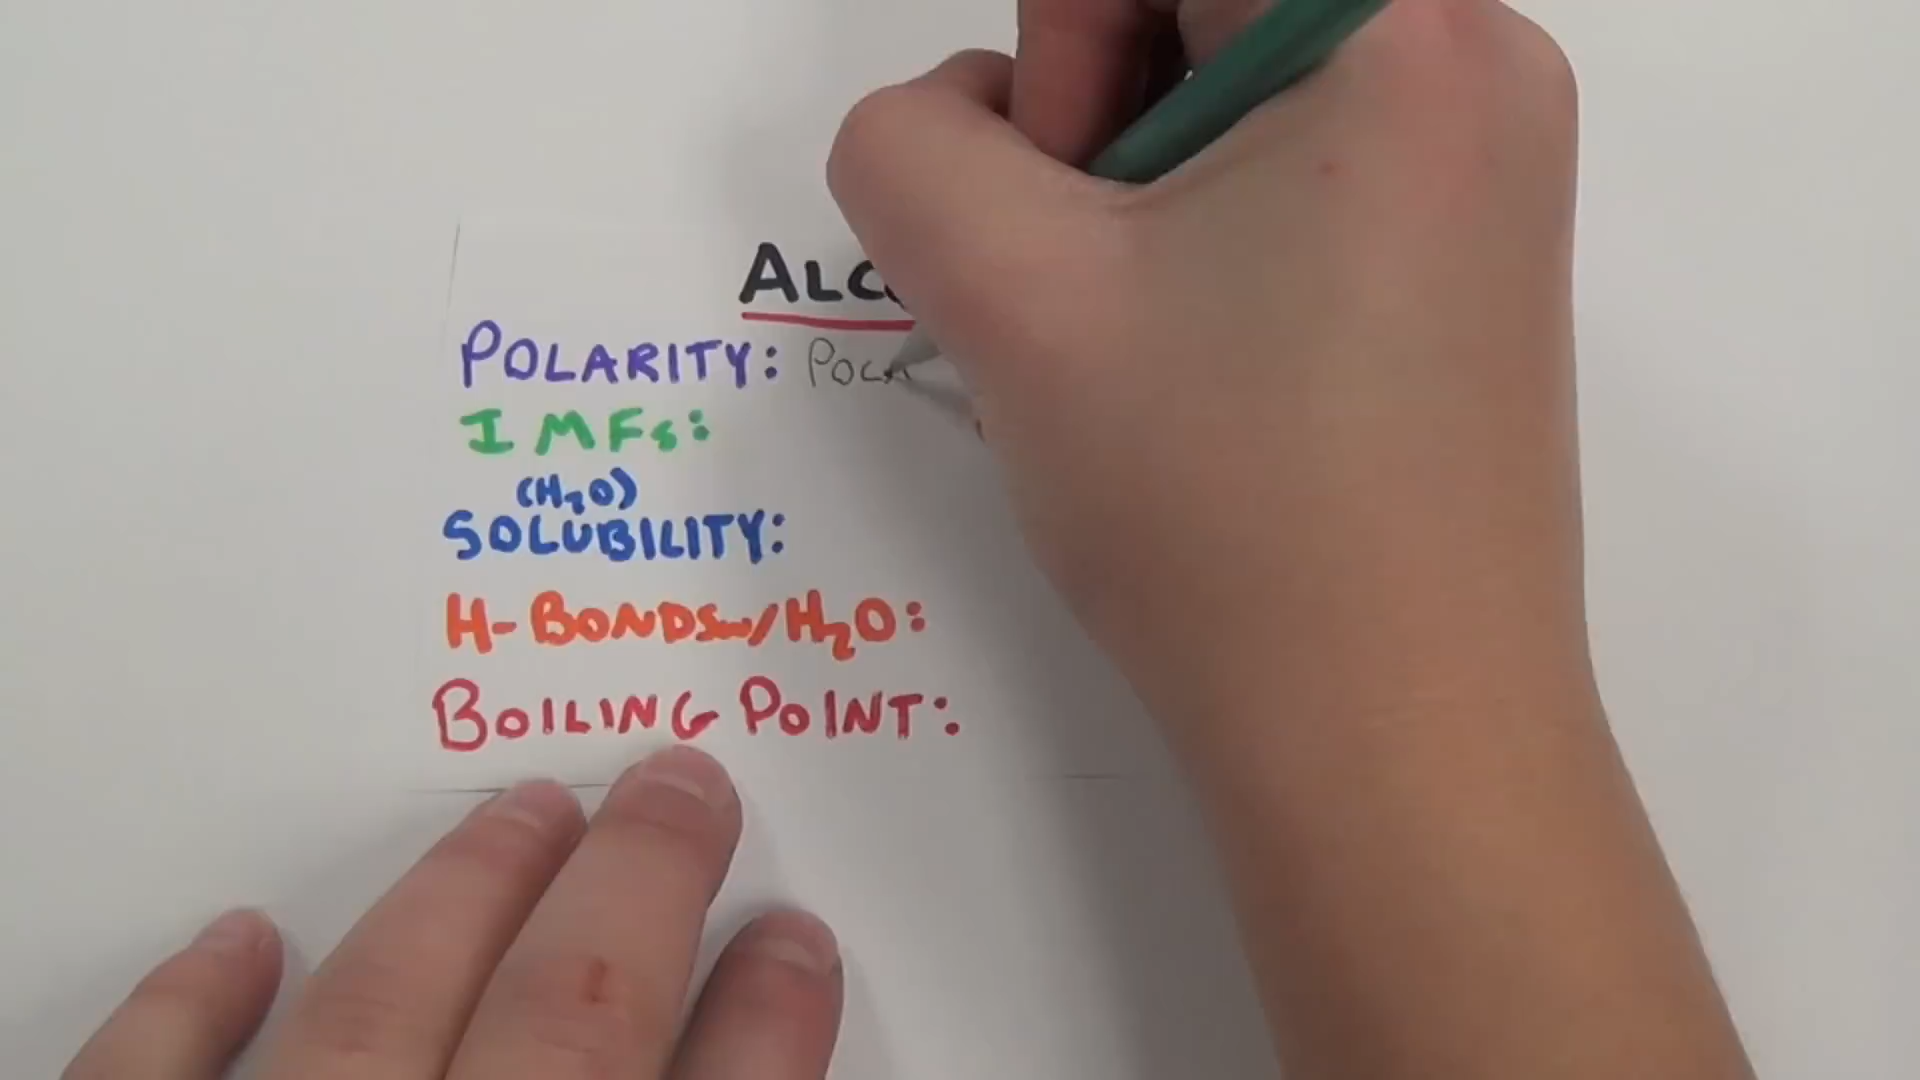 POLARITY:
IMFs:
(H2O)
SOLUBILITY:
H-BONDS w/ H2O:
BOILING POINT: